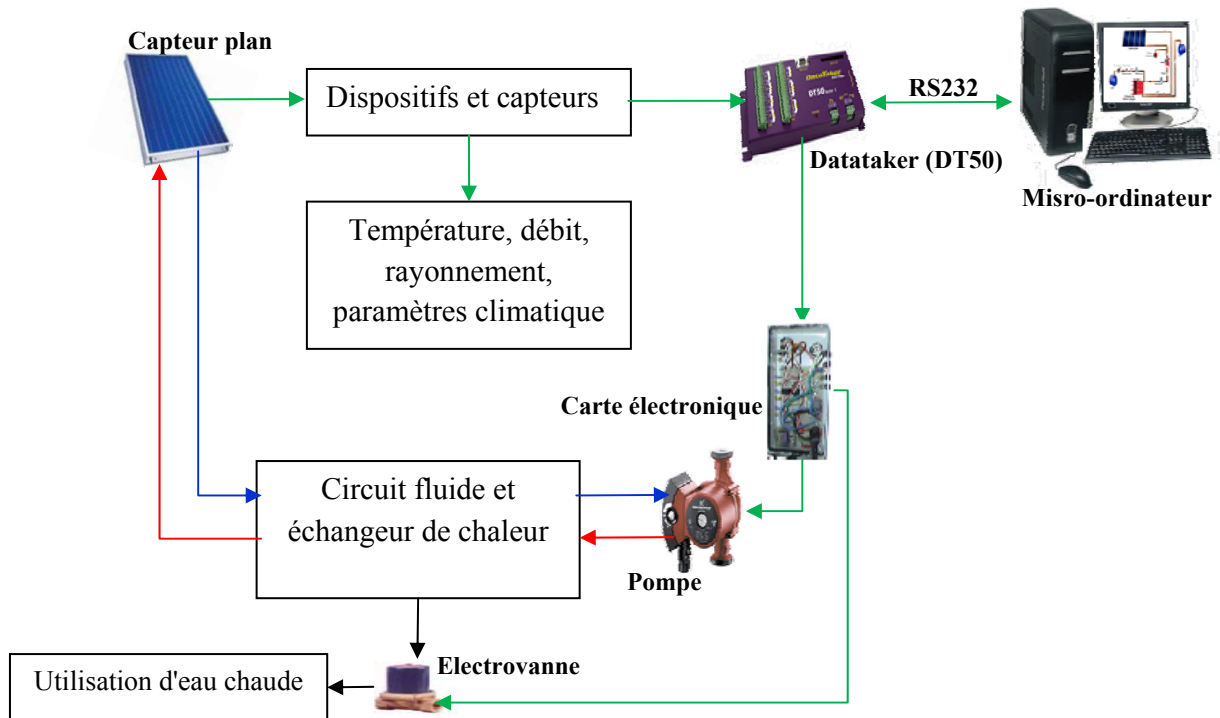 Capteur plan
Dispositifs et capteurs
DT50
RS232
Datataker (DT50)
Misro-ordinateur
Température, débit,
rayonnement,
paramètres climatique
Carte électronique
Circuit fluide et
échangeur de chaleur
Pompe
Electrovanne
Utilisation d'eau chaude